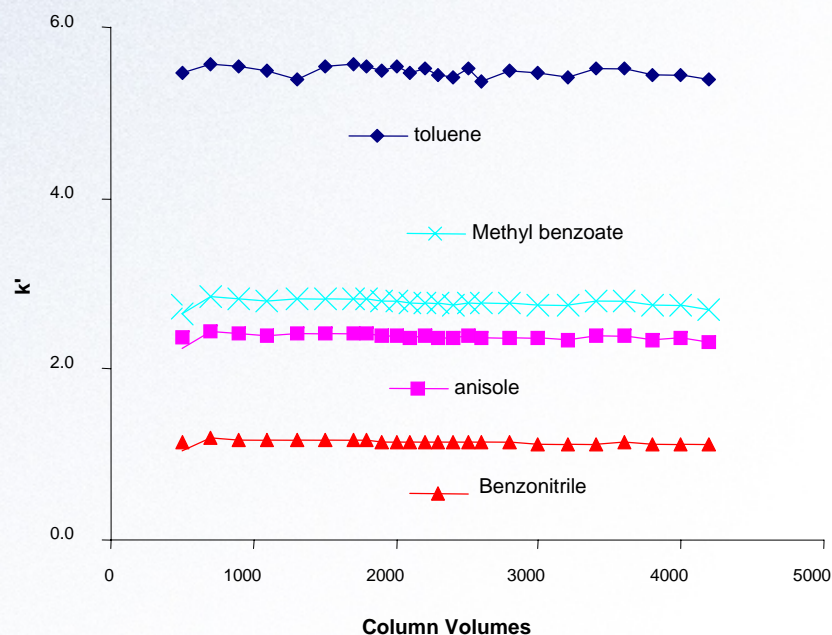 6.0
toluene
4.0
Methyl benzoate
k'
2.0
anisole
Benzonitrile
0.0
0 1000 2000 3000 4000 5000
Column Volumes